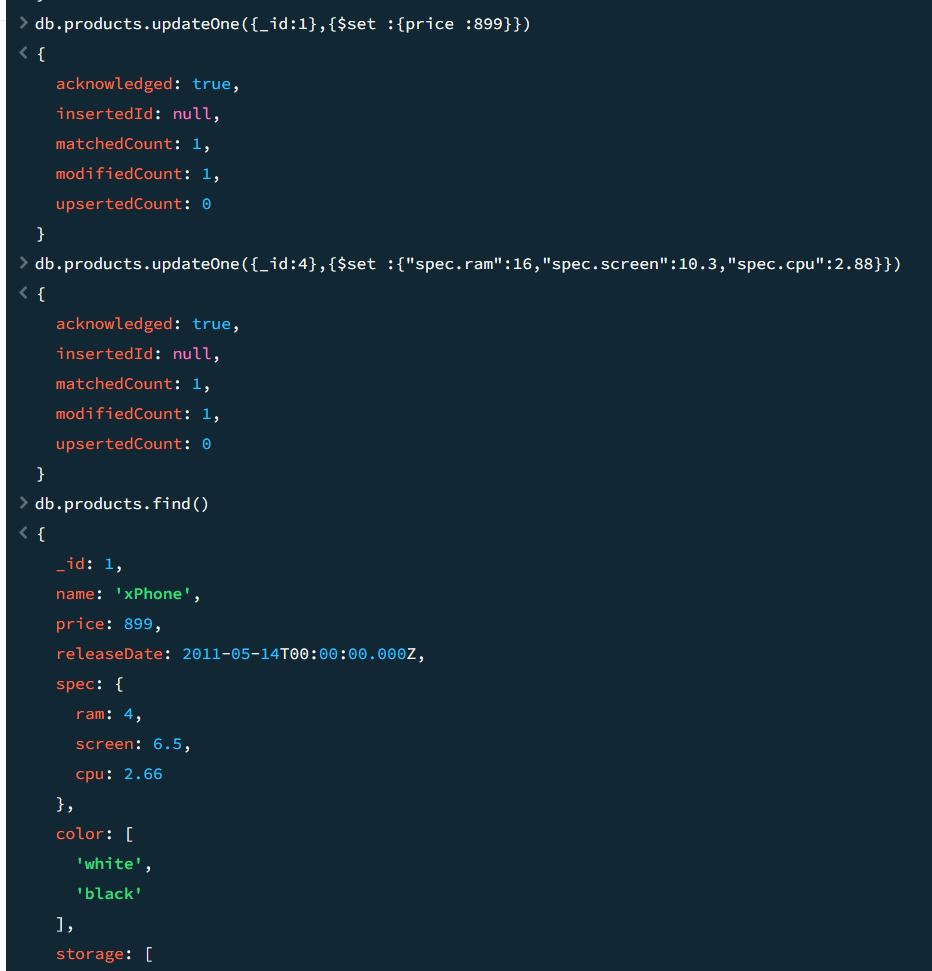 > db.products.updateOne({_id:1},{$set :{price :899}})
< {
acknowledged: true,
insertedId: null,
matchedCount: 1,
modifiedCount: 1,
upsertedCount: 0
}
> db.products.updateOne({_id:4},{$set :{"spec.ram":16,"spec.screen":10.3,"spec.cpu":2.88}})
< {
acknowledged: true,
insertedId: null,
matchedCount: 1,
modifiedCount: 1,
upsertedCount: 0
}
> db.products.find()
< {
_id: 1,
name: 'xPhone',
price: 899,
releaseDate: 2011-05-14T00:00:00.000Z,
spec: {
ram: 4,
screen: 6.5,
cpu: 2.66
},
color: [
'white',
'black'
],
storage: [